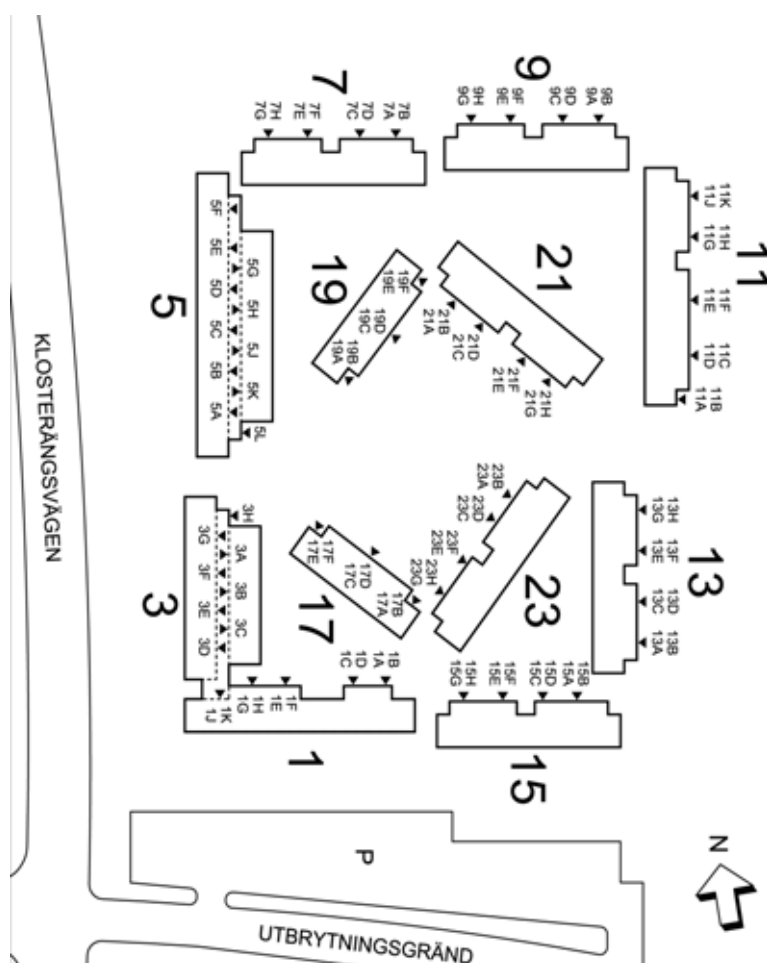 7
7G 7H
7E 7F
7C 7D
7A 7B
9
9G 9H
9E 9F
9C 9D
9A 9B
11
11J 11K
11G 11H
11E 11F
11D 11C
11A 11B
5
5F
5E
5G
5D
5H
5C
5J
5B
5K
5A
5L
19
19E 19F
19C 19D
19A 19B
21
21A 21B
21C 21D
21E 21F
21G 21H
KLOSTERÄNGSVÄGEN
3
3H
3G
3A
3F
3B
3E
3C
3D
17
17E 17F
17C 17D
17A 17B
23
23A 23B
23C 23D
23E 23F
23G 23H
13
13G 13H
13E 13F
13C 13D
13A 13B
1
1J 1K
1G 1H
1E 1F
1C 1D
1A 1B
15
15G 15H
15E 15F
15C 15D
15A 15B
P
N
UTBRYTNINGSGRÄND